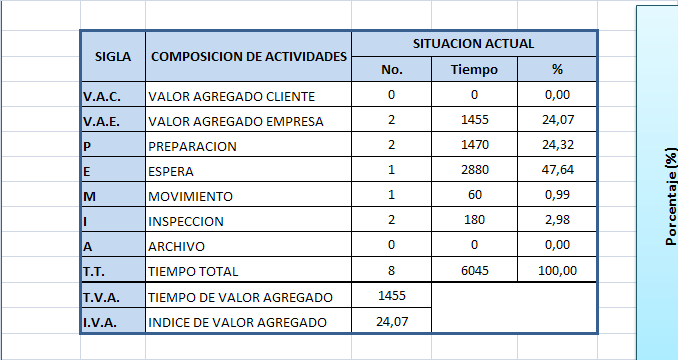 SIGLA COMPOSICION DE ACTIVIDADES SITUACION ACTUAL
No. Tiempo %
V.A.C. VALOR AGREGADO CLIENTE 0 0 0,00
V.A.E. VALOR AGREGADO EMPRESA 2 1455 24,07
P PREPARACION 2 1470 24,32
E ESPERA 1 2880 47,64
M MOVIMIENTO 1 60 0,99
I INSPECCION 2 180 2,98
A ARCHIVO 0 0 0,00
T.T. TIEMPO TOTAL 8 6045 100,00
T.V.A. TIEMPO DE VALOR AGREGADO 1455
I.V.A. INDICE DE VALOR AGREGADO 24,07
Porcentaje (%)